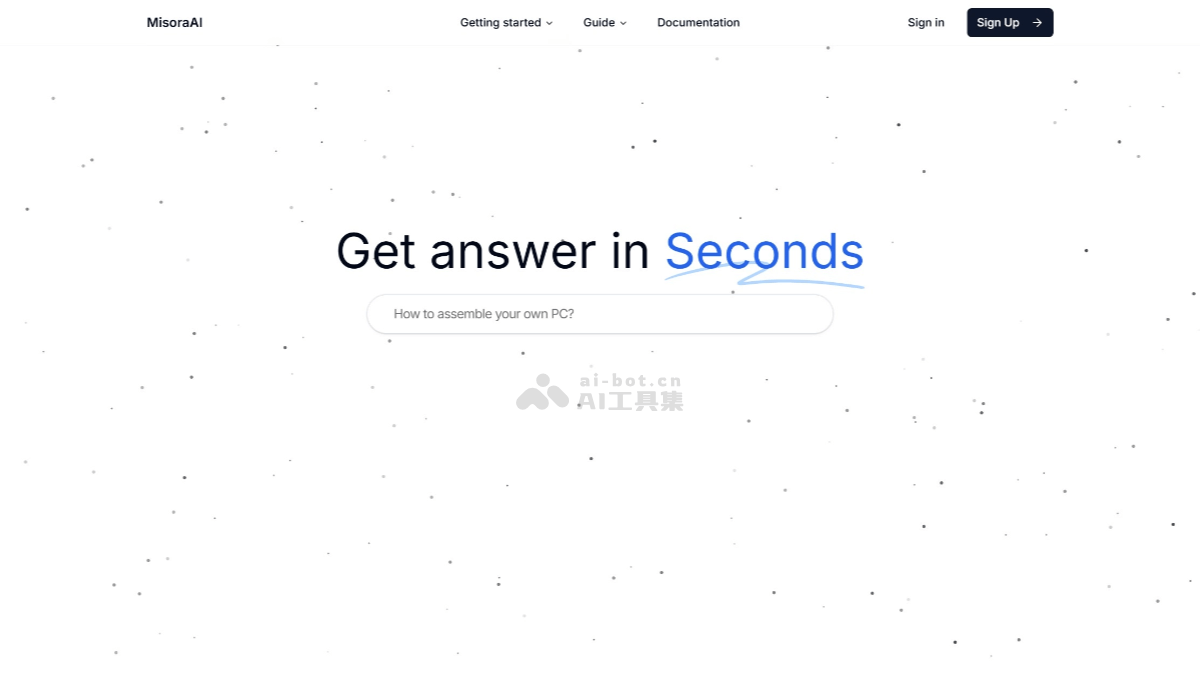 MisoraAI
Getting started
Guide
Documentation
Sign in
Sign Up
Get answer in Seconds
How to assemble your own PC?
ai-bot.cn
AI工具集